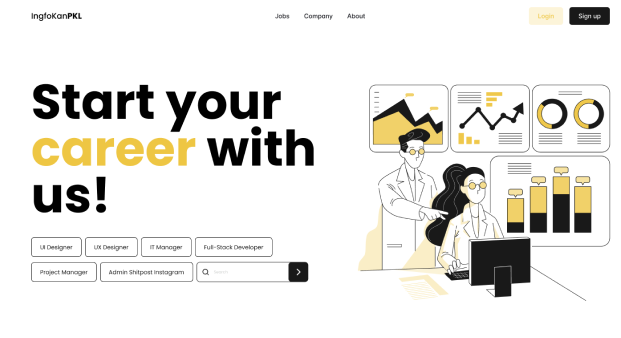 IngfoKanPKL
Jobs Company About
Login Sign up
Start your
career with
us!
UI Designer UX Designer IT Manager Full-Stack Developer
Project Manager Admin Shitpost Instagram